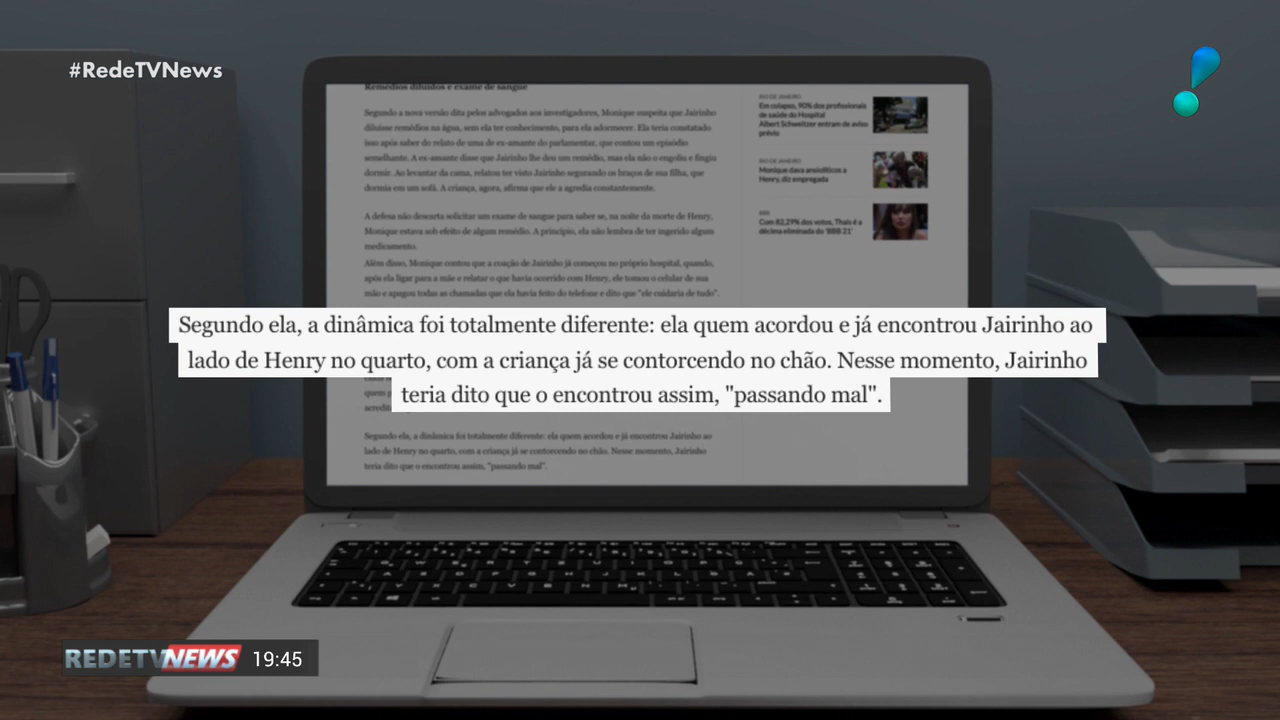 #RedeTVNews
Remédios diluídos e exame de sangue
Segundo a nova versão dita pelos advogados aos investigadores, Monique suspeita que Jairinho
diluísse remédios na água, sem ela ter conhecimento, para ela adormecer. Ela teria constatado
isso após saber do relato de uma de ex-amante do parlamentar, que contou um episódio
semelhante. A ex-amante disse que Jairinho lhe deu um remédio, mas ela não o engoliu e fingiu
dormir. Ao levantar da cama, relatou ter visto Jairinho segurando os braços de sua filha, que
dormia em um sofá. A criança, agora, afirma que ele a agredia constantemente.
A defesa não descarta solicitar um exame de sangue para saber se, na noite da morte de Henry,
Monique estava sob efeito de algum remédio. A princípio, ela não lembra de ter ingerido algum
medicamento.
Além disso, Monique contou que a coação de Jairinho já começou no próprio hospital, quando,
após ela ligar para a mãe e relatar o que havia ocorrido com Henry, ele tomou o celular de sua
mão e apagou todas as chamadas que ela havia feito do telefone e dito que "ele cuidaria de tudo".
RIO DE JANEIRO
Em colapso, 90% dos profissionais
de saúde do Hospital
Albert Schweitzer entram de aviso
prévio
RIO DE JANEIRO
Monique dava ansiolíticos a
Henry, diz empregada
BBB
Com 82,29% dos votos, Thaís é a
décima eliminada do 'BBB 21'
Segundo ela, a dinâmica foi totalmente diferente: ela quem acordou e já encontrou Jairinho ao
lado de Henry no quarto, com a criança já se contorcendo no chão. Nesse momento, Jairinho
teria dito que o encontrou assim, "passando mal".
quem
Segundo ela, a dinâmica foi totalmente diferente: ela quem acordou e já encontrou Jairinho ao
lado de Henry no quarto, com a criança já se contorcendo no chão. Nesse momento, Jairinho
teria dito que o encontrou assim, "passando mal".
REDETVNEWS 19:45